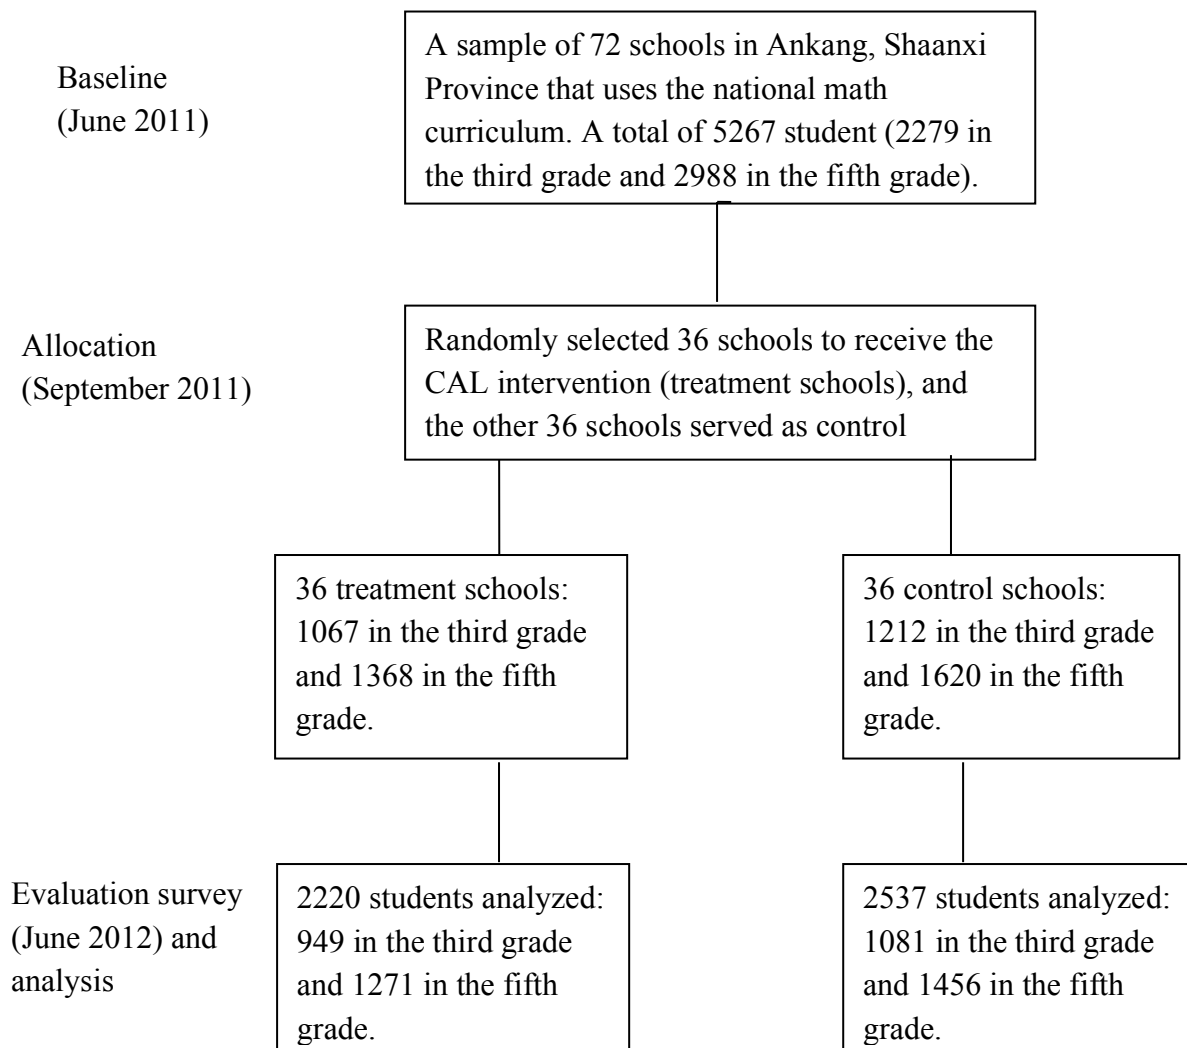 Baseline
(June 2011)
A sample of 72 schools in Ankang, Shaanxi
Province that uses the national math
curriculum. A total of 5267 student (2279 in
the third grade and 2988 in the fifth grade).
Allocation
(September 2011)
Randomly selected 36 schools to receive the
CAL intervention (treatment schools), and
the other 36 schools served as control
36 treatment schools:
1067 in the third grade
and 1368 in the fifth
grade.
36 control schools:
1212 in the third grade
and 1620 in the fifth
grade.
Evaluation survey
(June 2012) and
analysis
2220 students analyzed:
949 in the third grade
and 1271 in the fifth
grade.
2537 students analyzed:
1081 in the third grade
and 1456 in the fifth
grade.